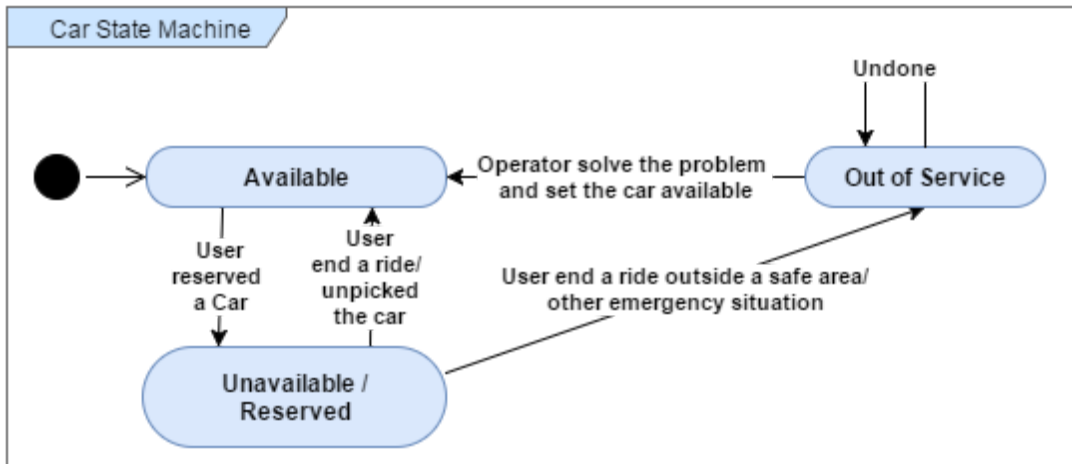 Car State Machine
Undone
Available
Operator solve the problem
and set the car available
Out of Service
User
reserved
a Car
User
end a ride/
unpicked
the car
User end a ride outside a safe area/
other emergency situation
Unavailable /
Reserved